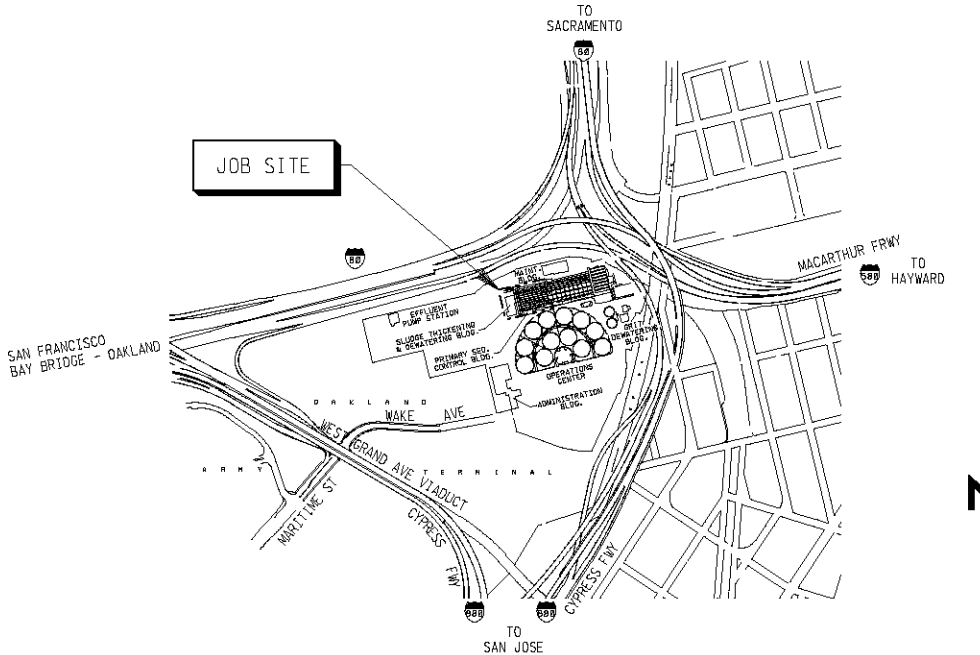 TO
SACRAMENTO
80
JOB SITE
80
MACARTHUR FRWY
TO
HAYWARD
580
MAINT.
BLDG.
EFFLUENT
PUMP STATION
SLUDGE THICKENING
& DEWATERING BLDG.
PRIMARY SED.
CONTROL BLDG.
GRIT
DEWATERING
BLDG.
OPERATIONS
CENTER
ADMINISTRATION
BLDG.
SAN FRANCISCO
BAY BRIDGE - OAKLAND
OAKLAND
WAKE AVE
WEST GRAND AVE VIADUCT
ARMY TERMINAL
MARITIME ST
CYPRESS FWY
CYPRESS FWY
TO
SAN JOSE
N